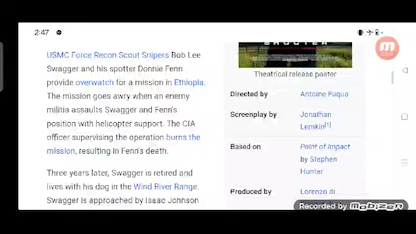 2:47
USMC Force Recon Scout Snipers Bob Lee
Swagger and his spotter Donnie Fenn
provide overwatch for a mission in Ethiopia.
The mission goes awry when an enemy
militia assaults Swagger and Fenn's
position with helicopter support. The CIA
officer supervising the operation burns the
mission, resulting in Fenn's death.
Three years later, Swagger is retired and
lives with his dog in the Wind River Range.
Swagger is approached by Isaac Johnson
Theatrical release poster
Directed by Antoine Fuqua
Screenplay by Jonathan
Lemkin[1]
Based on Point of Impact
by Stephen
Hunter
Produced by Lorenzo di
Recorded by Mobizen